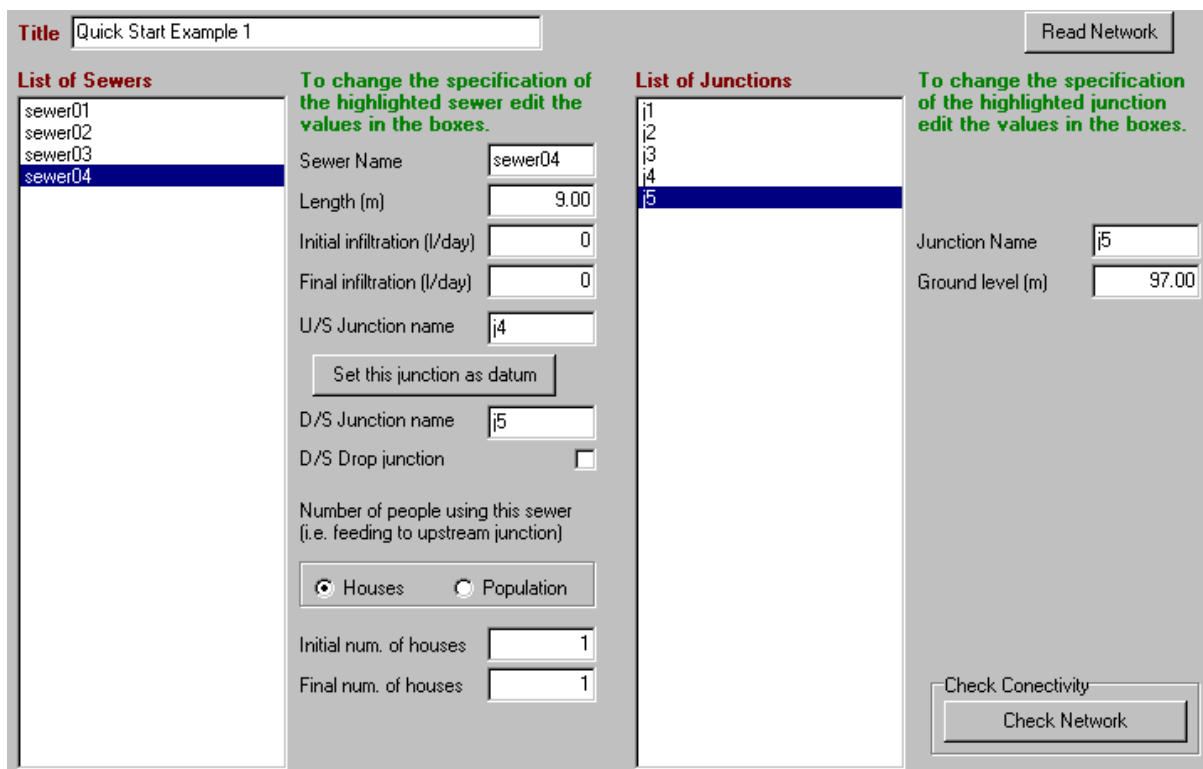 Title Quick Start Example 1
Read Network
List of Sewers
sewer01
sewer02
sewer03
sewer04
To change the specification of
the highlighted sewer edit the
values in the boxes.
Sewer Name sewer04
Length (m) 9.00
Initial infiltration (l/day) 0
Final infiltration (l/day) 0
U/S Junction name j4
Set this junction as datum
D/S Junction name j5
D/S Drop junction
Number of people using this sewer
(i.e. feeding to upstream junction)
Houses Population
Initial num. of houses 1
Final num. of houses 1
List of Junctions
j1
j2
j3
j4
j5
To change the specification
of the highlighted junction
edit the values in the boxes.
Junction Name j5
Ground level (m) 97.00
Check Conectivity
Check Network